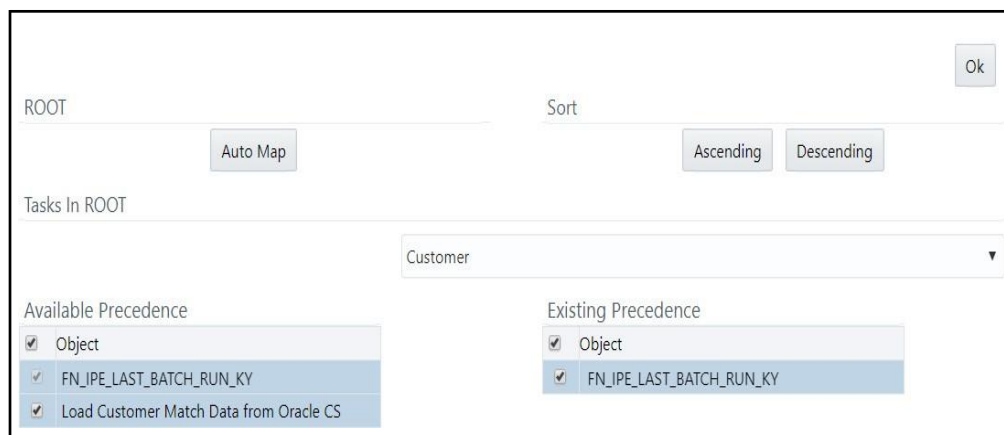 Ok
ROOT
Sort
Auto Map
Ascending
Descending
Tasks In ROOT
Customer
Available Precedence
Object
FN_IPE_LAST_BATCH_RUN_KY
Load Customer Match Data from Oracle CS
Existing Precedence
Object
FN_IPE_LAST_BATCH_RUN_KY